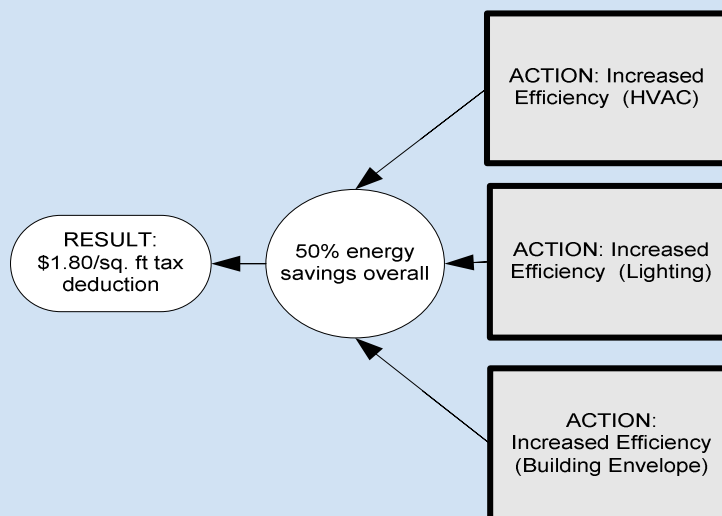 ACTION: Increased
Efficiency (HVAC)
RESULT:
$1.80/sq. ft tax
deduction
50% energy
savings overall
ACTION: Increased
Efficiency (Lighting)
ACTION:
Increased Efficiency
(Building Envelope)